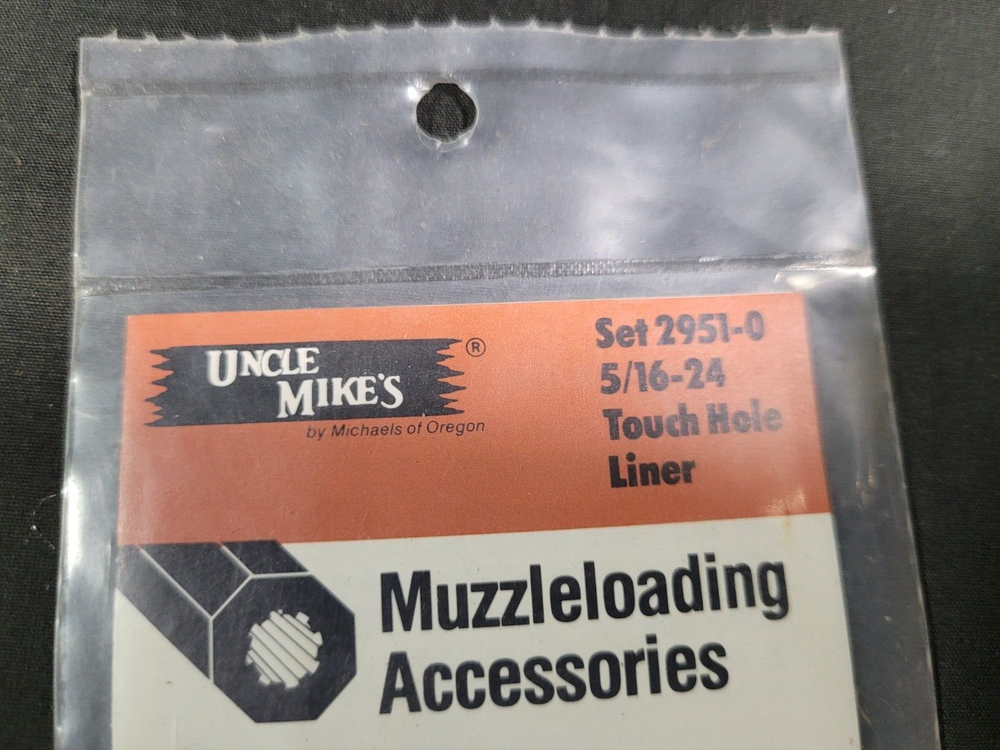 UNCLE
MIKE'S
®
by Michaels of Oregon
Set 2951-0
5/16-24
Touch Hole
Liner
Muzzleloading
Accessories